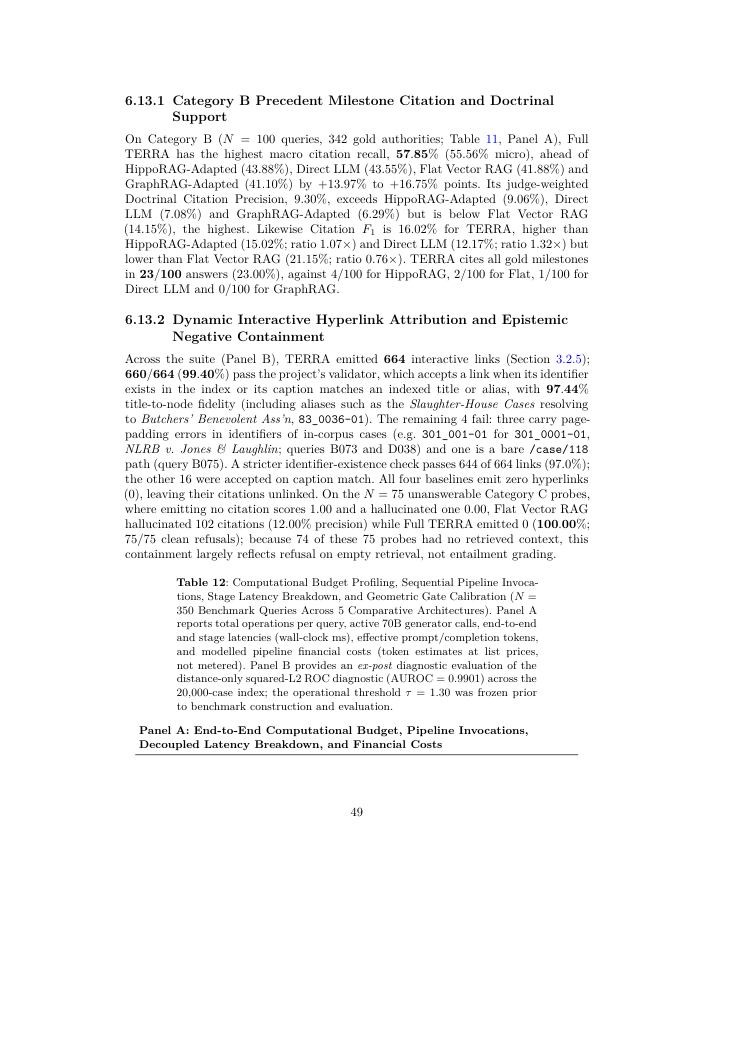 6.13.1 Category B Precedent Milestone Citation and Doctrinal
Support
On Category B (N = 100 queries, 342 gold authorities; Table 11, Panel A), Full
TERRA has the highest macro citation recall, 57.85% (55.56% micro), ahead of
HippoRAG-Adapted (43.88%), Direct LLM (43.55%), Flat Vector RAG (41.88%) and
GraphRAG-Adapted (41.10%) by +13.97% to +16.75% points. Its judge-weighted
Doctrinal Citation Precision, 9.30%, exceeds HippoRAG-Adapted (9.06%), Direct
LLM (7.08%) and GraphRAG-Adapted (6.29%) but is below Flat Vector RAG
(14.15%), the highest. Likewise Citation F1 is 16.02% for TERRA, higher than
HippoRAG-Adapted (15.02%; ratio 1.07×) and Direct LLM (12.17%; ratio 1.32×) but
lower than Flat Vector RAG (21.15%; ratio 0.76×). TERRA cites all gold milestones
in 23/100 answers (23.00%), against 4/100 for HippoRAG, 2/100 for Flat, 1/100 for
Direct LLM and 0/100 for GraphRAG.
6.13.2 Dynamic Interactive Hyperlink Attribution and Epistemic
Negative Containment
Across the suite (Panel B), TERRA emitted 664 interactive links (Section 3.2.5);
660/664 (99.40%) pass the project's validator, which accepts a link when its identifier
exists in the index or its caption matches an indexed title or alias, with 97.44%
title-to-node fidelity (including aliases such as the Slaughter-House Cases resolving
to Butchers' Benevolent Ass'n, 83_0036-01). The remaining 4 fail: three carry page-
padding errors in identifiers of in-corpus cases (e.g. 301_001-01 for 301_0001-01,
NLRB v. Jones & Laughlin; queries B073 and D038) and one is a bare /case/118
path (query B075). A stricter identifier-existence check passes 644 of 664 links (97.0%);
the other 16 were accepted on caption match. All four baselines emit zero hyperlinks
(0), leaving their citations unlinked. On the N = 75 unanswerable Category C probes,
where emitting no citation scores 1.00 and a hallucinated one 0.00, Flat Vector RAG
hallucinated 102 citations (12.00% precision) while Full TERRA emitted 0 (100.00%;
75/75 clean refusals); because 74 of these 75 probes had no retrieved context, this
containment largely reflects refusal on empty retrieval, not entailment grading.
Table 12: Computational Budget Profiling, Sequential Pipeline Invoca-
tions, Stage Latency Breakdown, and Geometric Gate Calibration (N =
350 Benchmark Queries Across 5 Comparative Architectures). Panel A
reports total operations per query, active 70B generator calls, end-to-end
and stage latencies (wall-clock ms), effective prompt/completion tokens,
and modelled pipeline financial costs (token estimates at list prices,
not metered). Panel B provides an ex-post diagnostic evaluation of the
distance-only squared-L2 ROC diagnostic (AUROC = 0.9901) across the
20,000-case index; the operational threshold τ = 1.30 was frozen prior
to benchmark construction and evaluation.
Panel A: End-to-End Computational Budget, Pipeline Invocations,
Decoupled Latency Breakdown, and Financial Costs
49